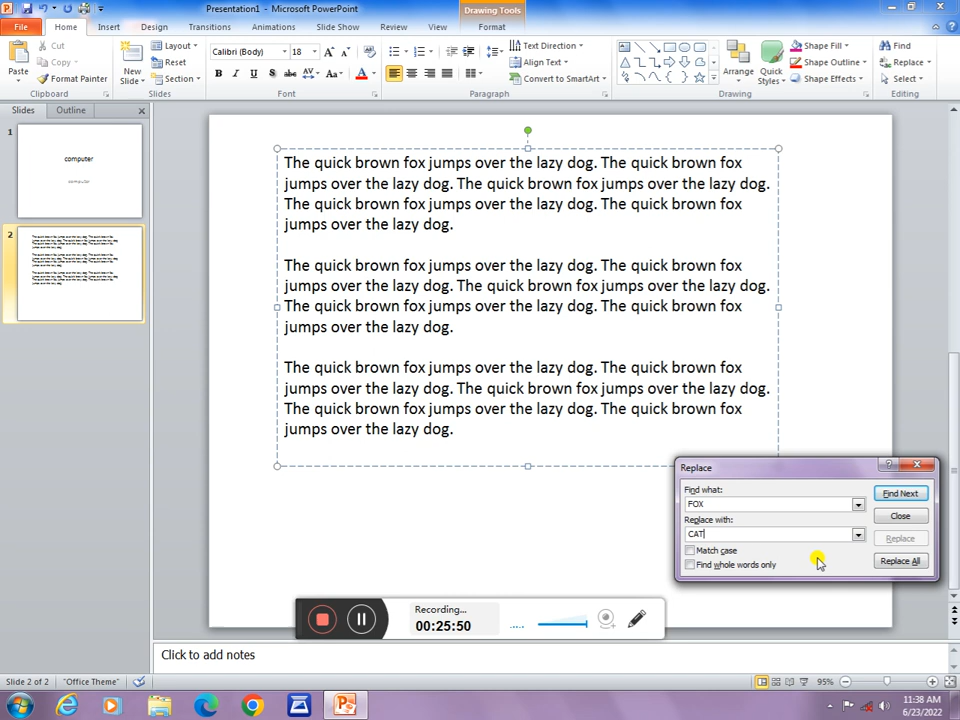 Presentation1 - Microsoft PowerPoint
Drawing Tools
File Home Insert Design Transitions Animations Slide Show Review View Format
Paste
Cut
Copy
Format Painter
Clipboard
New Slide
Layout
Reset
Section
Slides
Calibri (Body) 18
Font
Text Direction
Align Text
Convert to SmartArt
Paragraph
Arrange
Quick Styles
Shape Fill
Shape Outline
Shape Effects
Drawing
Find
Replace
Select
Editing
Slides Outline
1
computer
computer
2
The quick brown fox jumps over the lazy dog. The quick brown fox
jumps over the lazy dog. The quick brown fox jumps over the lazy dog.
The quick brown fox jumps over the lazy dog. The quick brown fox
jumps over the lazy dog.
The quick brown fox jumps over the lazy dog. The quick brown fox
jumps over the lazy dog. The quick brown fox jumps over the lazy dog.
The quick brown fox jumps over the lazy dog. The quick brown fox
jumps over the lazy dog.
The quick brown fox jumps over the lazy dog. The quick brown fox
jumps over the lazy dog. The quick brown fox jumps over the lazy dog.
The quick brown fox jumps over the lazy dog. The quick brown fox
jumps over the lazy dog.
Replace
Find what:
FOX
Find Next
Replace with:
Close
CAT
Replace
Match case
Find whole words only
Replace All
Recording...
00:25:50
Click to add notes
Slide 2 of 2 "Office Theme" 95%
11:38 AM
6/23/2022